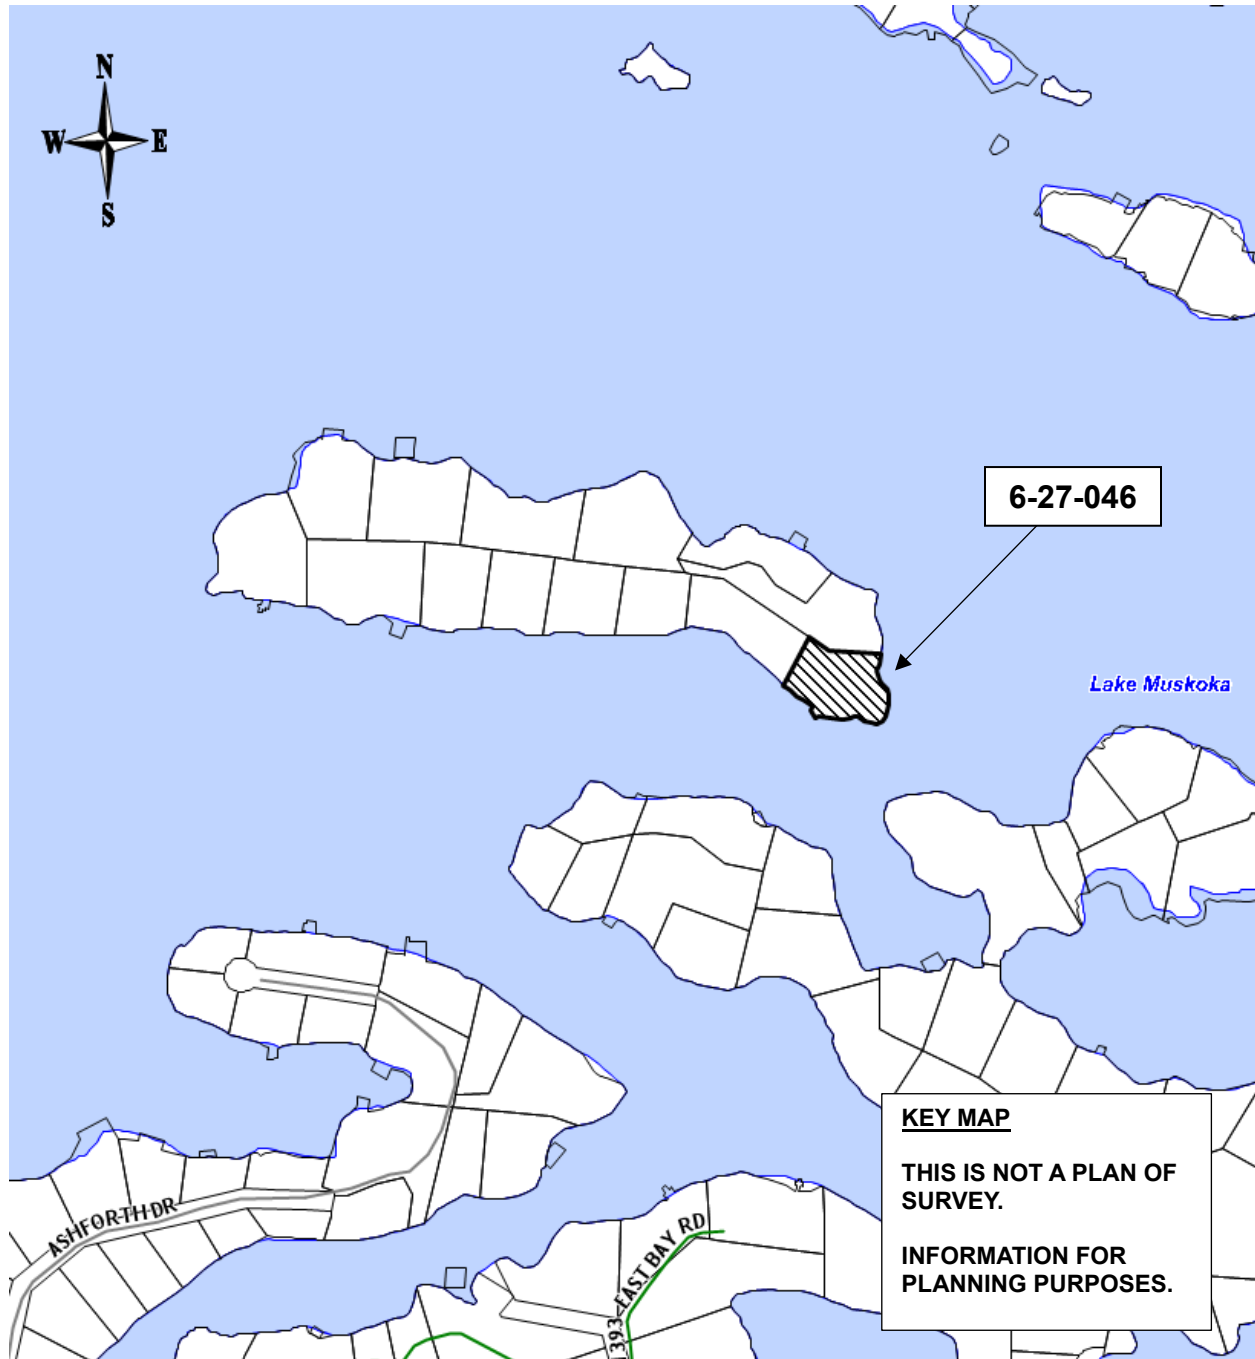 N
W E
S
6-27-046
Lake Muskoka
ASHFORTH DR
1393-EAST BAY RD
KEY MAP
THIS IS NOT A PLAN OF
SURVEY.
INFORMATION FOR
PLANNING PURPOSES.